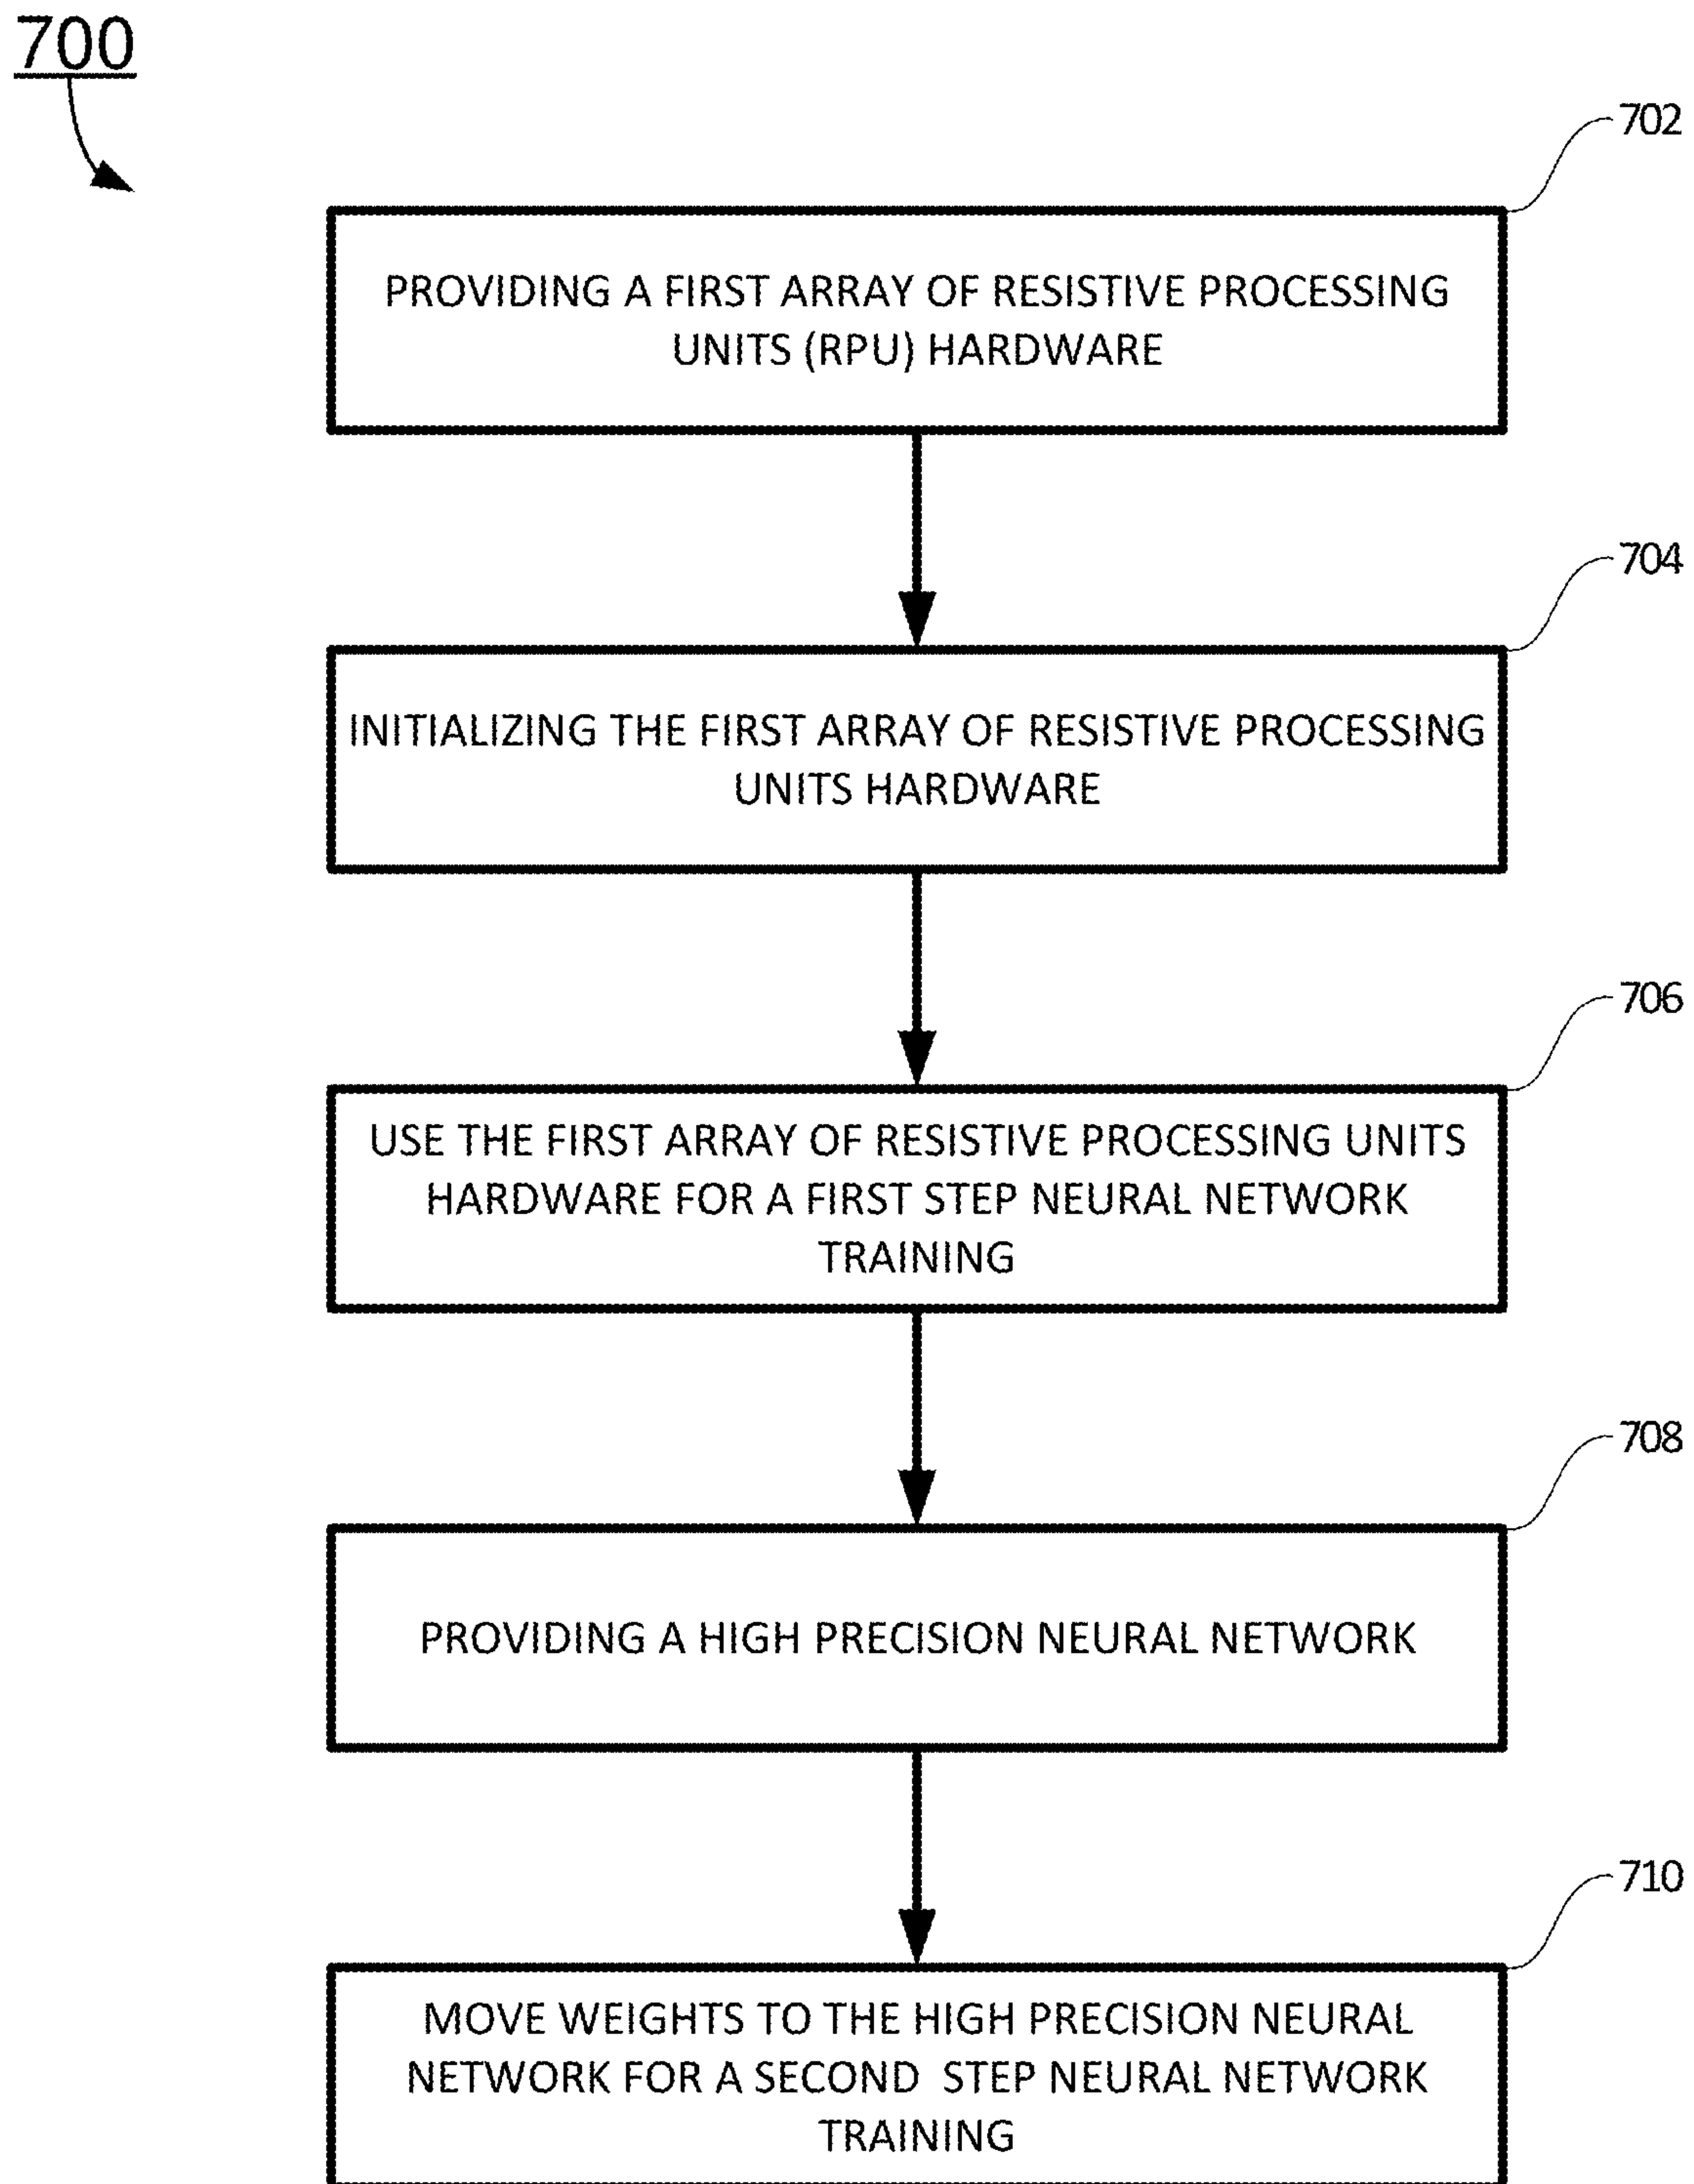 700
702
PROVIDING A FIRST ARRAY OF RESISTIVE PROCESSING
UNITS (RPU) HARDWARE
704
INITIALIZING THE FIRST ARRAY OF RESISTIVE PROCESSING
UNITS HARDWARE
706
USE THE FIRST ARRAY OF RESISTIVE PROCESSING UNITS
HARDWARE FOR A FIRST STEP NEURAL NETWORK
TRAINING
708
PROVIDING A HIGH PRECISION NEURAL NETWORK
710
MOVE WEIGHTS TO THE HIGH PRECISION NEURAL
NETWORK FOR A SECOND  STEP NEURAL NETWORK
TRAINING